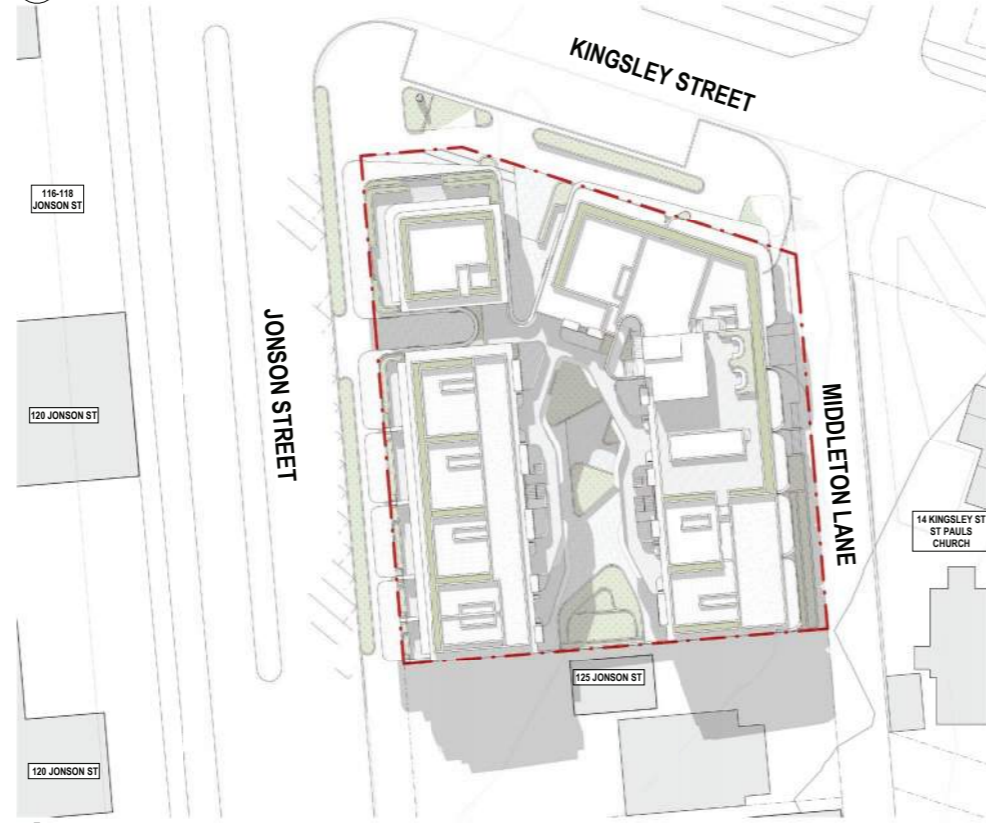 KINGSLEY STREET
116-118
JONSON ST
JONSON STREET
120 JONSON ST
MIDDLETON LANE
14 KINGSLEY ST
ST PAULS
CHURCH
125 JONSON ST
120 JONSON ST